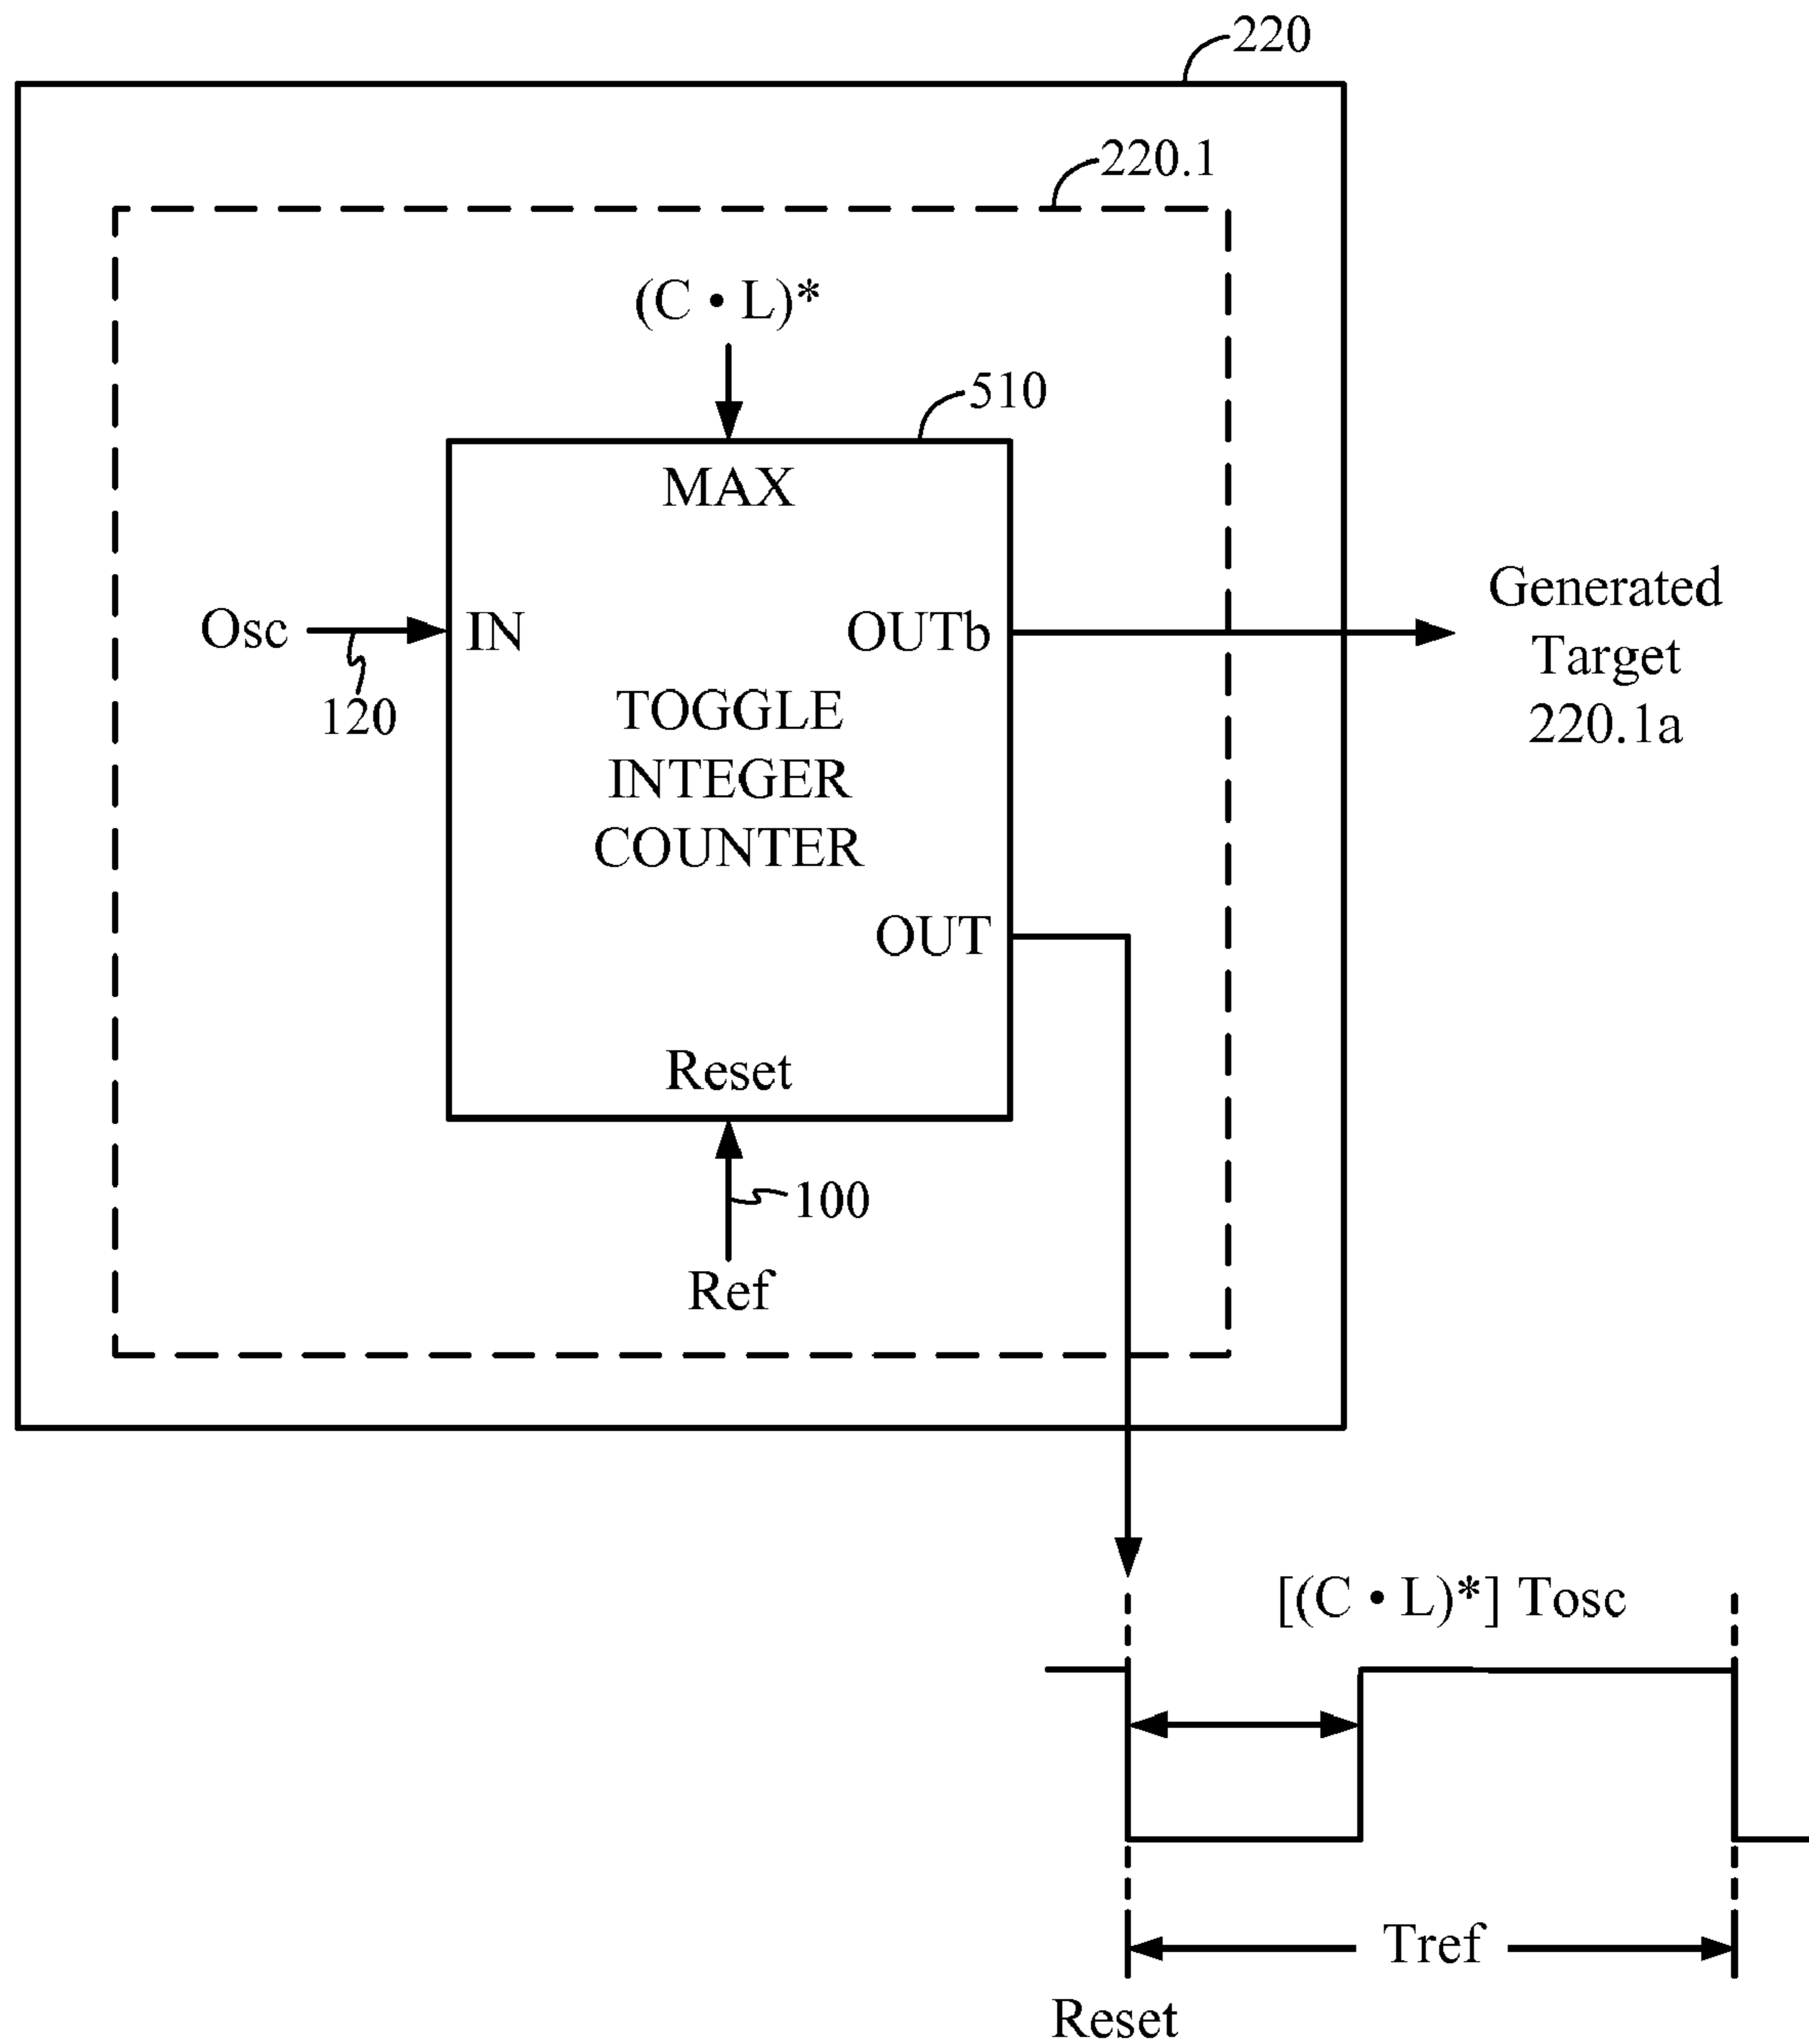 220
220.1
(C • L)*
510
MAX
Osc
IN
OUTb
Generated
Target
220.1a
120
TOGGLE
INTEGER
COUNTER
OUT
Reset
100
Ref
[(C • L)*] Tosc
Tref
Reset